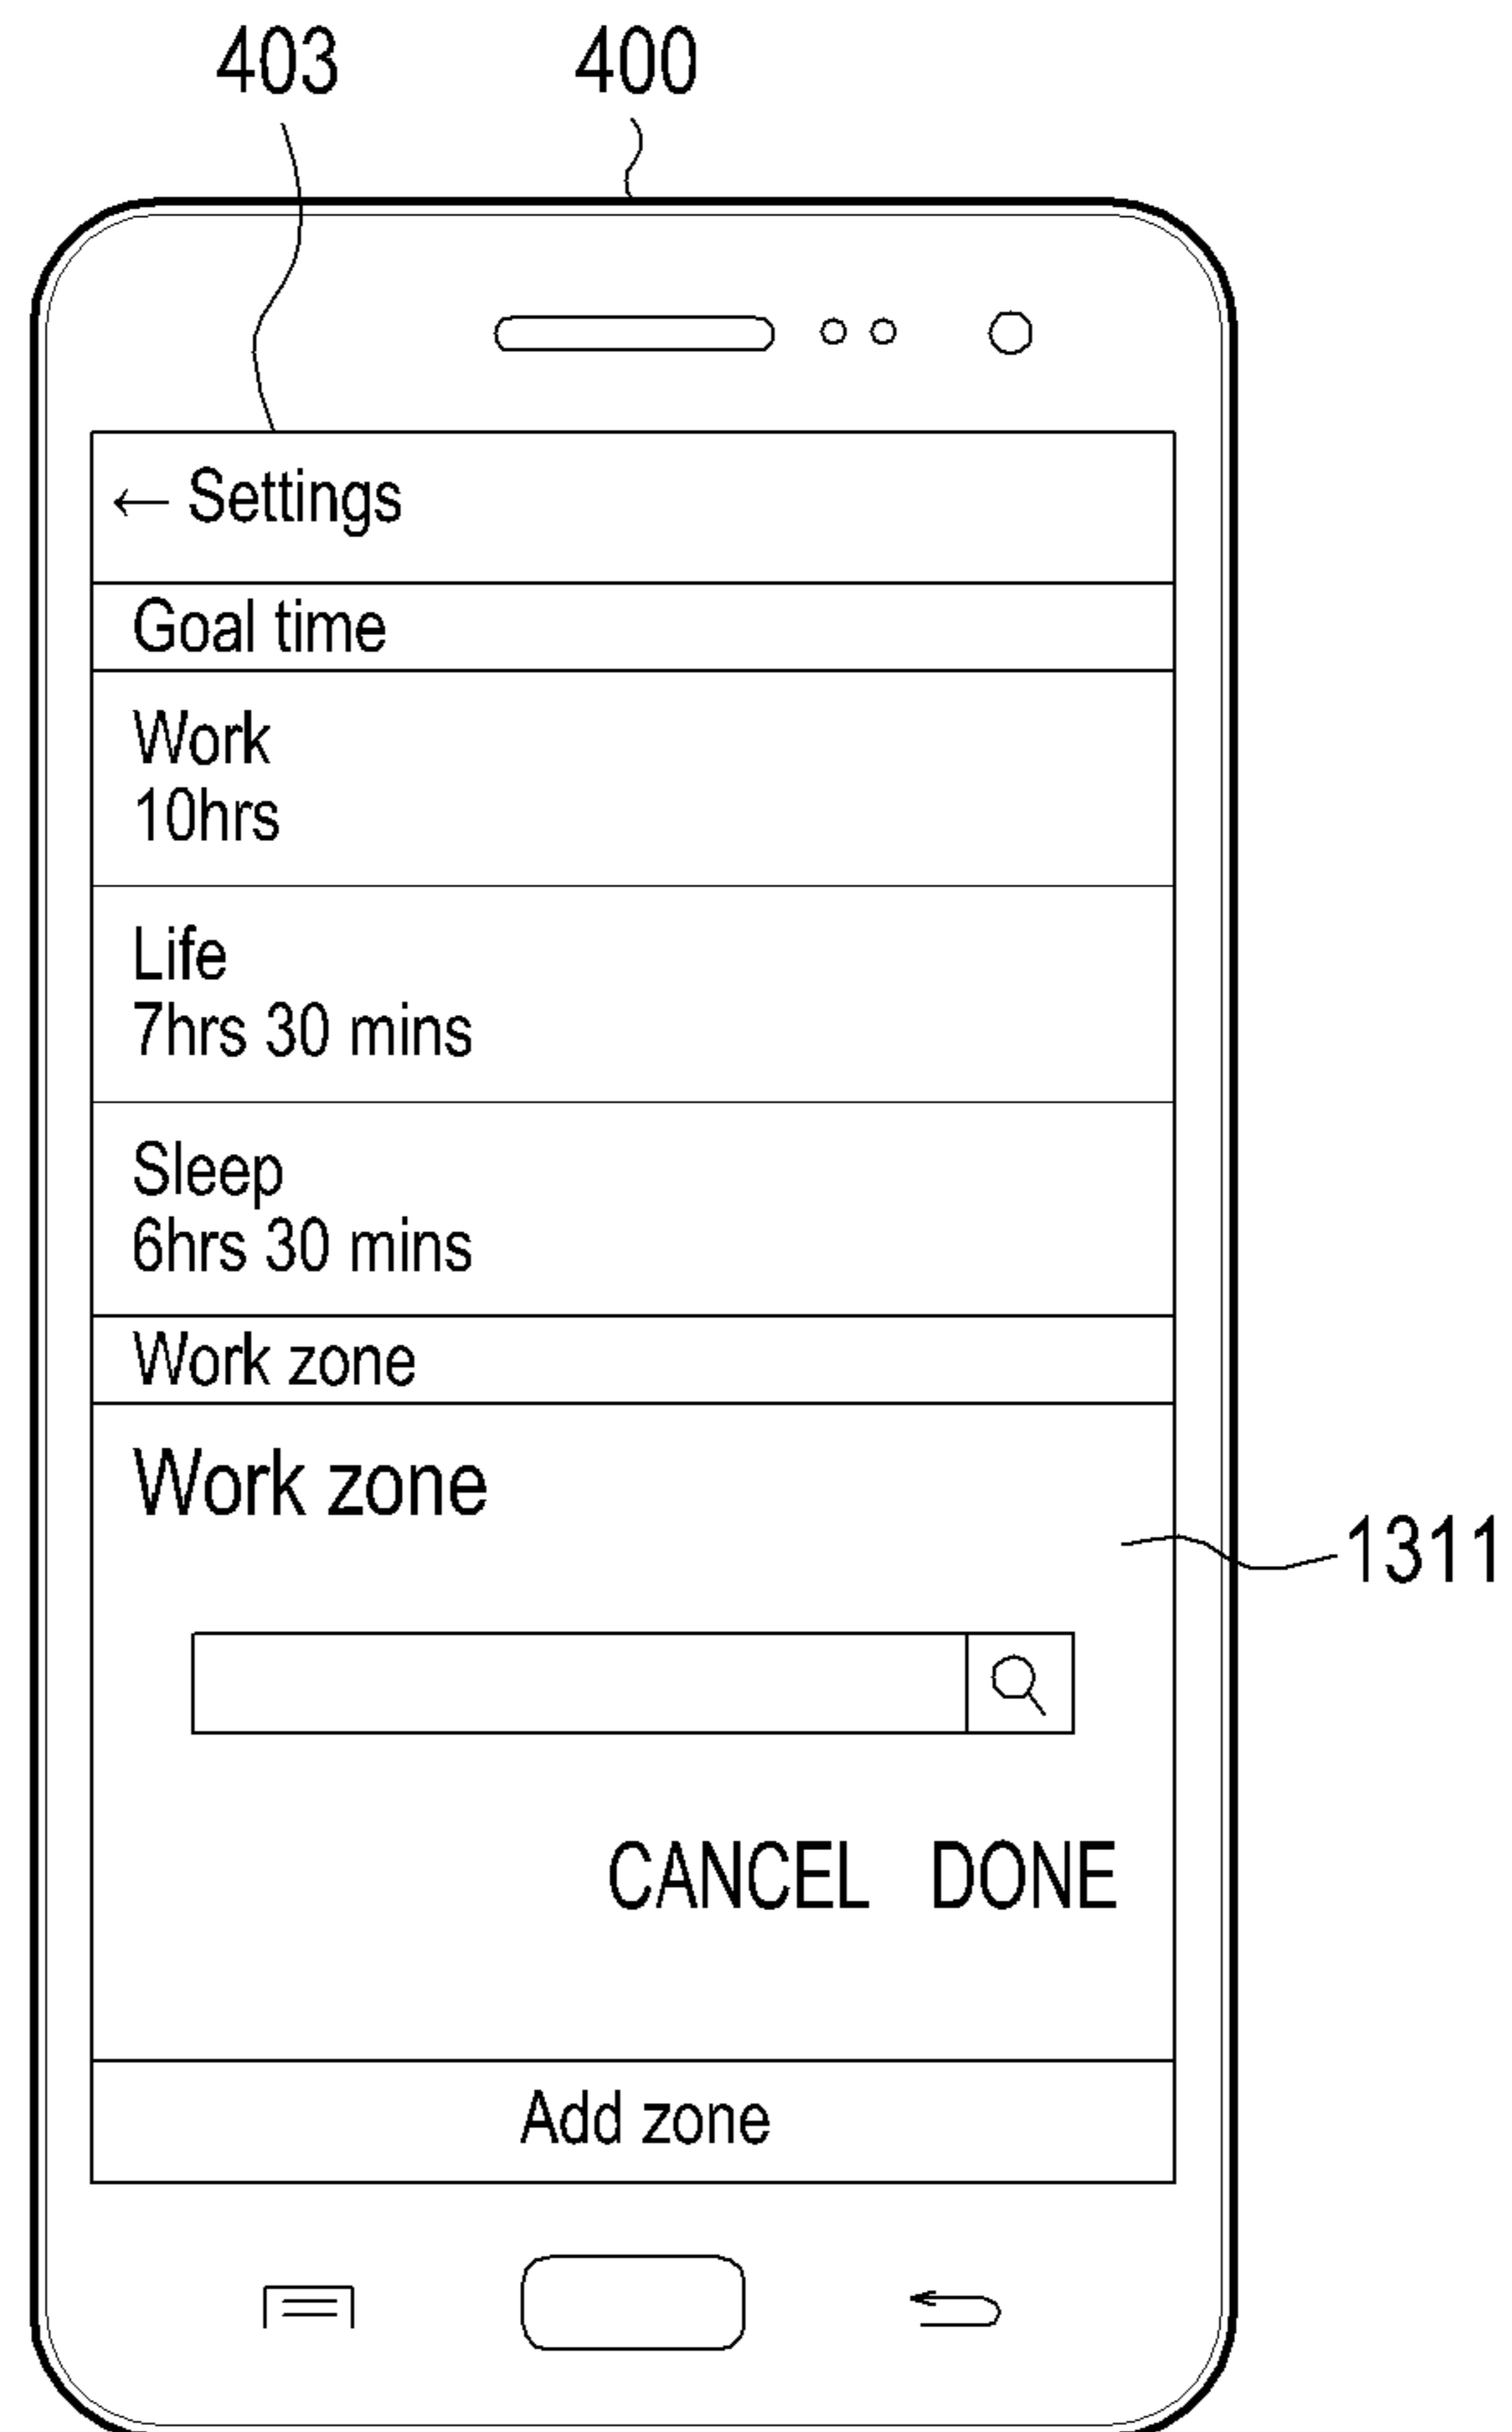 403 400
← Settings
Goal time
Work
10hrs
Life
7hrs 30 mins
Sleep
6hrs 30 mins
Work zone
Work zone
1311
CANCEL DONE
Add zone